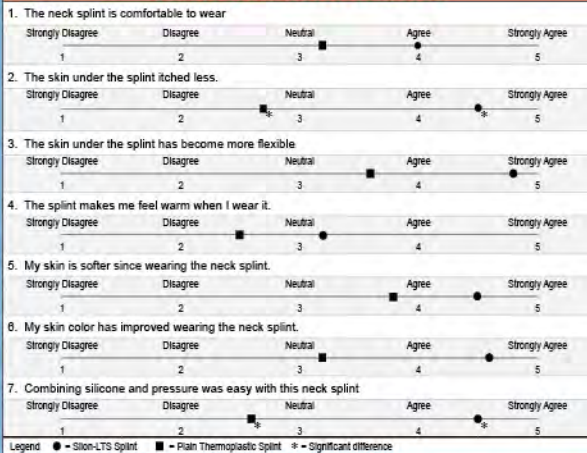 1. The neck splint is comfortable to wear
Strongly Disagree Disagree Neutral Agree Strongly Agree
1 2 3 4 5
2. The skin under the splint itched less.
Strongly Disagree Disagree Neutral Agree Strongly Agree
* *
1 2 3 4 5
3. The skin under the splint has become more flexible
Strongly Disagree Disagree Neutral Agree Strongly Agree
1 2 3 4 5
4. The splint makes me feel warm when I wear it.
Strongly Disagree Disagree Neutral Agree Strongly Agree
1 2 3 4 5
5. My skin is softer since wearing the neck splint.
Strongly Disagree Disagree Neutral Agree Strongly Agree
1 2 3 4 5
6. My skin color has improved wearing the neck splint.
Strongly Disagree Disagree Neutral Agree Strongly Agree
1 2 3 4 5
7. Combining silicone and pressure was easy with this neck splint
Strongly Disagree Disagree Neutral Agree Strongly Agree
* *
1 2 3 4 5
Legend ● = Silon-LTS Splint ■ = Plain Thermoplastic Splint * = Significant difference